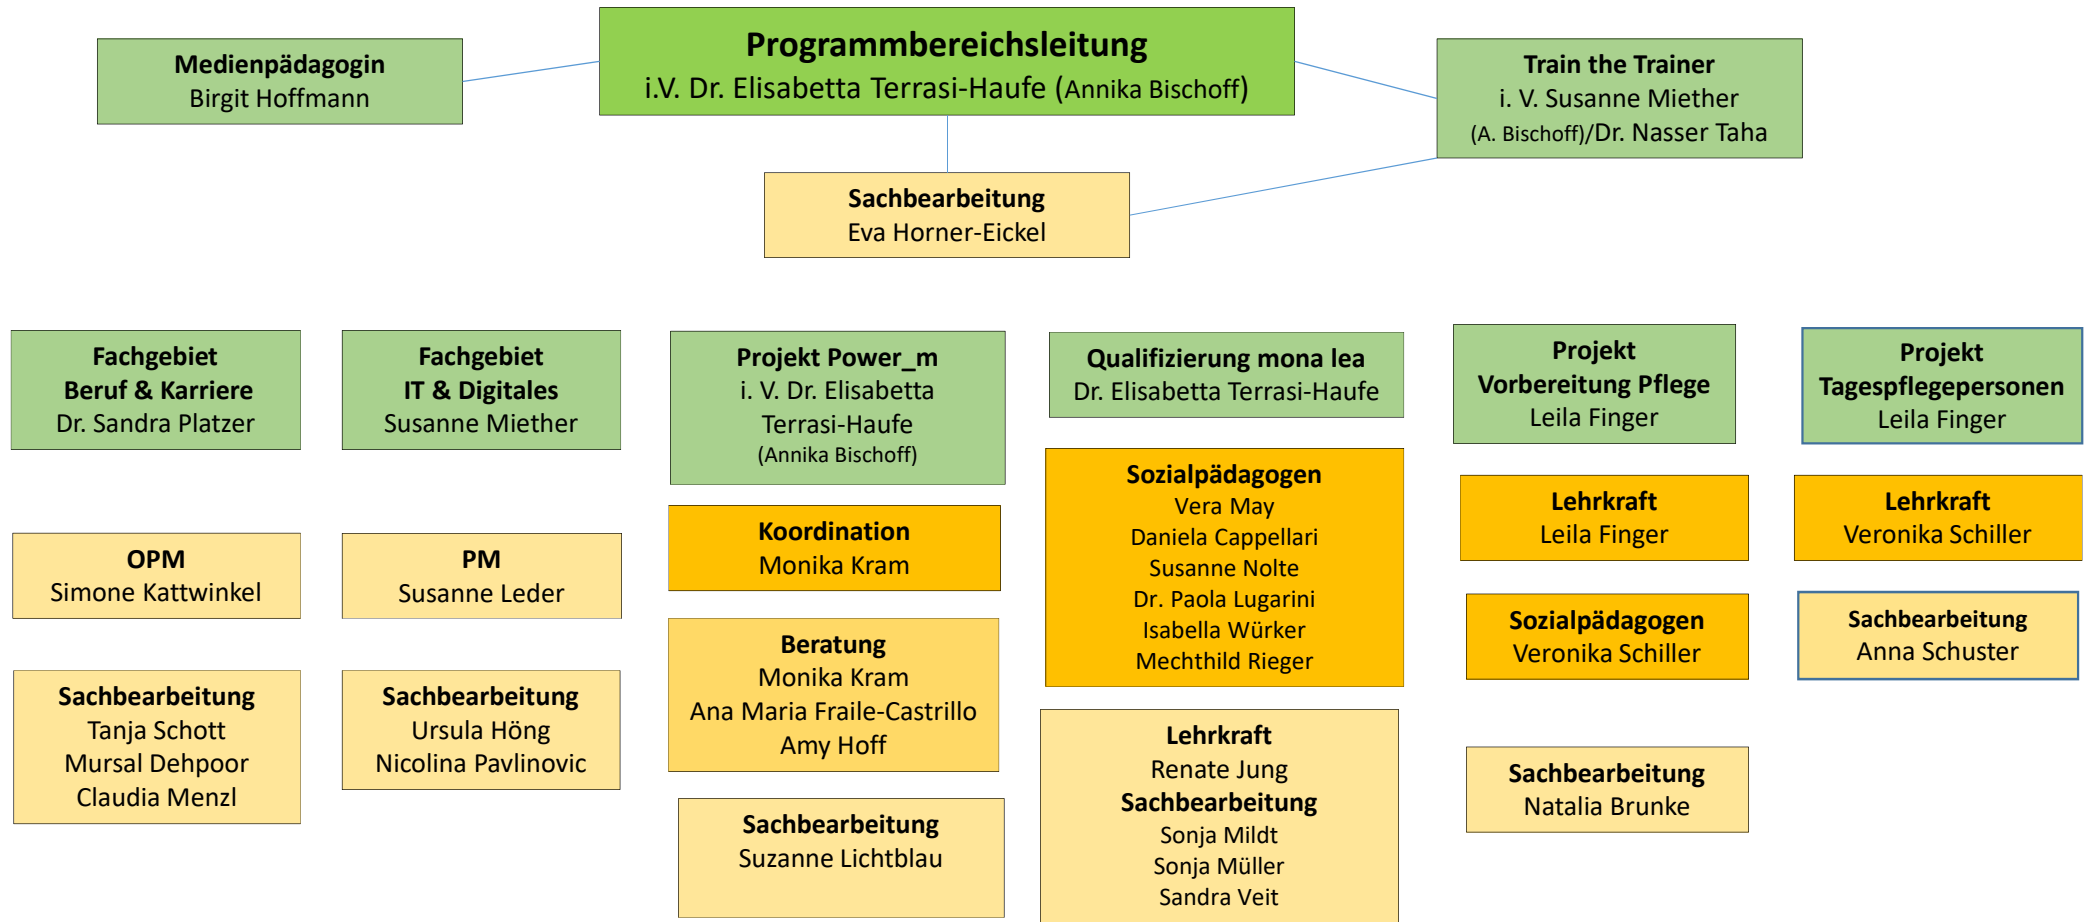 Medienpädagogin
Birgit Hoffmann
Programmbereichsleitung
i.V. Dr. Elisabetta Terrasi-Haufe (Annika Bischoff)
Train the Trainer
i. V. Susanne Miether
(A. Bischoff)/Dr. Nasser Taha
Sachbearbeitung
Eva Horner-Eickel
Fachgebiet
Beruf & Karriere
Dr. Sandra Platzer
OPM
Simone Kattwinkel
Sachbearbeitung
Tanja Schott
Mursal Dehpoor
Claudia Menzl
Fachgebiet
IT & Digitales
Susanne Miether
PM
Susanne Leder
Sachbearbeitung
Ursula Höng
Nicolina Pavlinovic
Projekt Power_m
i. V. Dr. Elisabetta
Terrasi-Haufe
(Annika Bischoff)
Koordination
Monika Kram
Beratung
Monika Kram
Ana Maria Fraile-Castrillo
Amy Hoff
Sachbearbeitung
Suzanne Lichtblau
Qualifizierung mona lea
Dr. Elisabetta Terrasi-Haufe
Sozialpädagogen
Vera May
Daniela Cappellari
Susanne Nolte
Dr. Paola Lugarini
Isabella Würker
Mechthild Rieger
Lehrkraft
Renate Jung
Sachbearbeitung
Sonja Mildt
Sonja Müller
Sandra Veit
Projekt
Vorbereitung Pflege
Leila Finger
Lehrkraft
Leila Finger
Sozialpädagogen
Veronika Schiller
Sachbearbeitung
Natalia Brunke
Projekt
Tagespflegepersonen
Leila Finger
Lehrkraft
Veronika Schiller
Sachbearbeitung
Anna Schuster